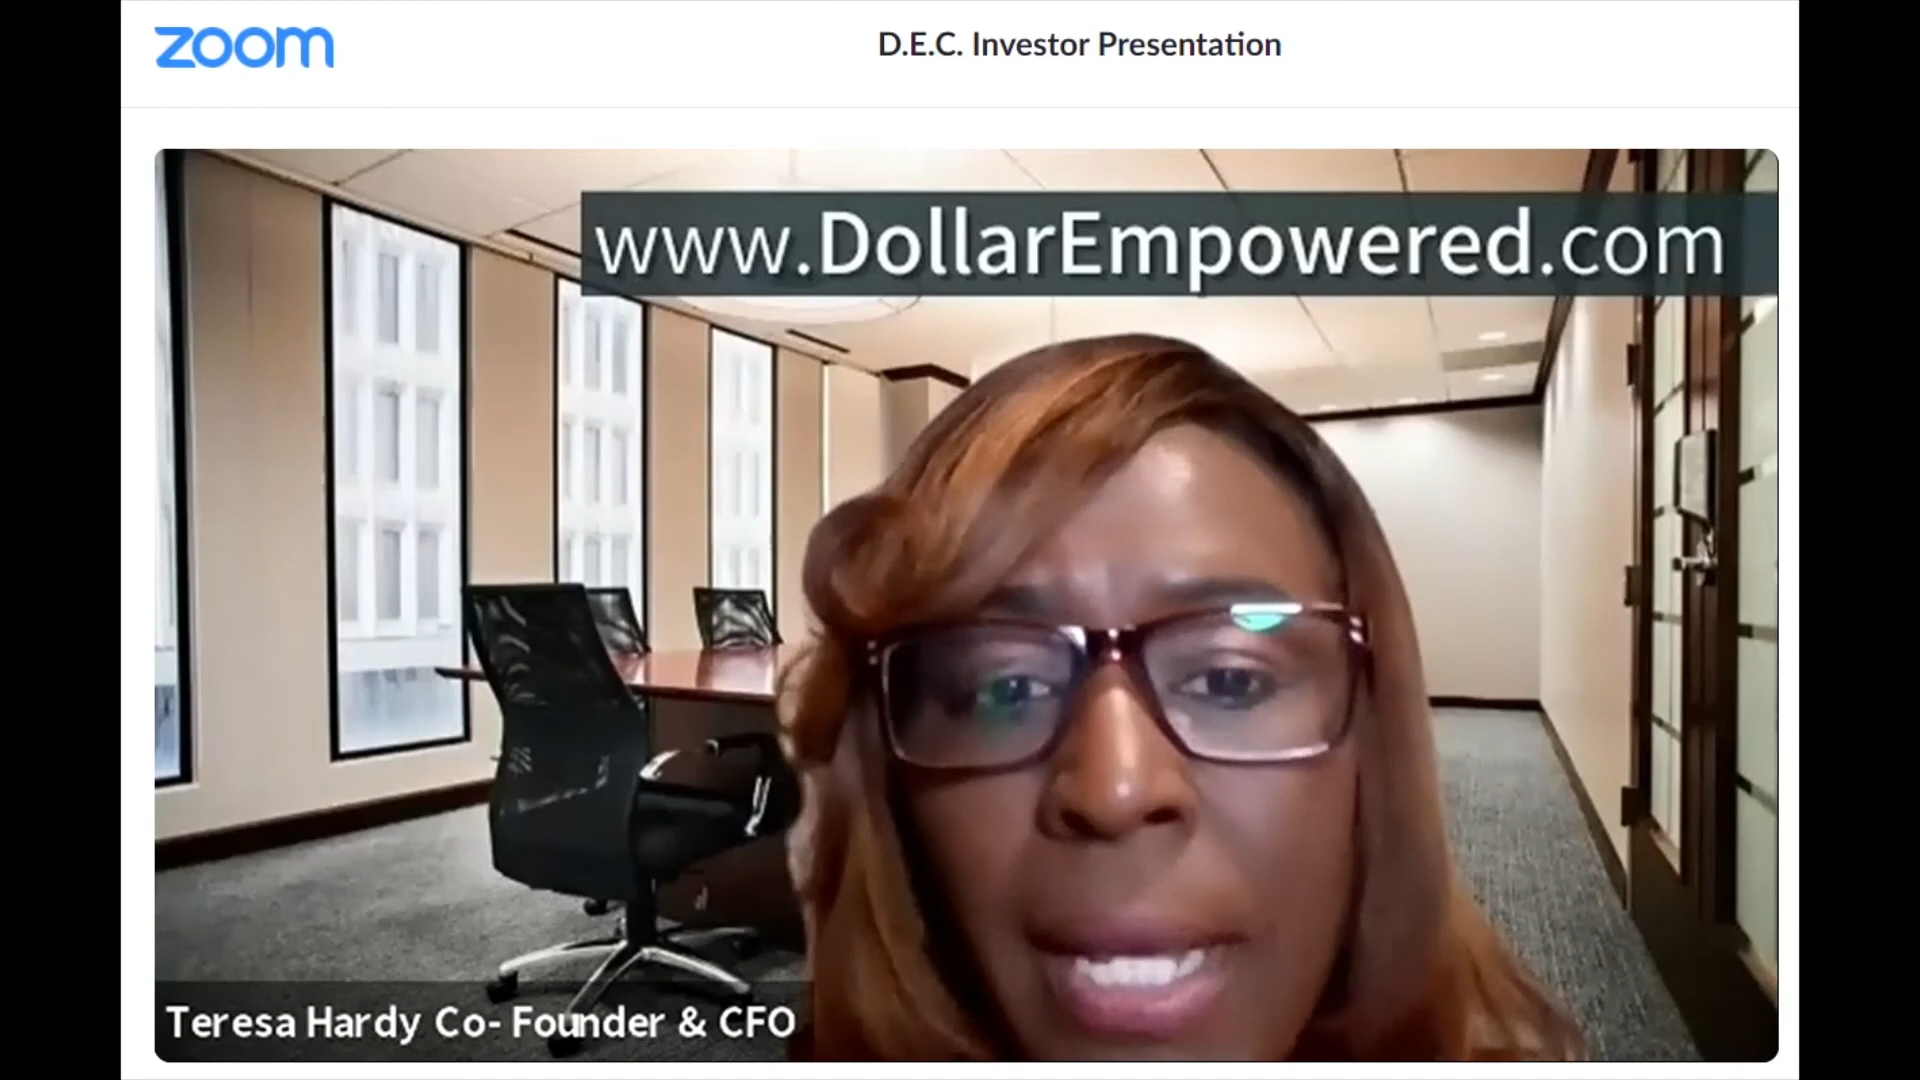 zoom
D.E.C. Investor Presentation
www.DollarEmpowered.com
Teresa Hardy Co- Founder & CFO